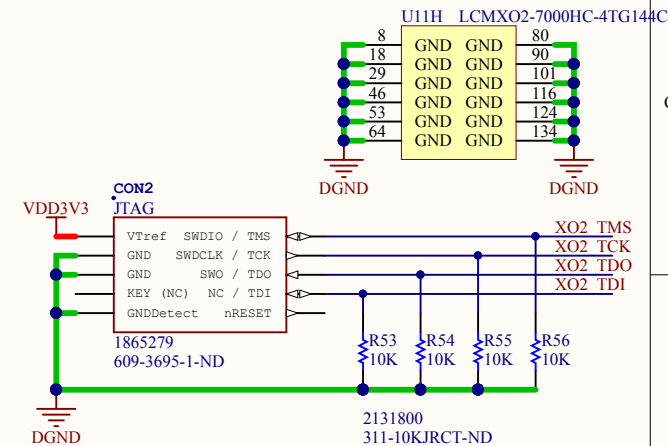 U11H LCMXO2-7000HC-4TG144C
8 GND GND 80
18 GND GND 90
29 GND GND 101
46 GND GND 116
53 GND GND 124
64 GND GND 134
DGND DGND
CON2
VDD3V3 JTAG
VTref SWDIO / TMS XO2_TMS
GND SWDCLK / TCK XO2_TCK
GND SWO / TDO XO2_TDO
KEY (NC) NC / TDI XO2_TDI
GNDDetect nRESET
1865279 R53 R54 R55 R56
609-3695-1-ND 10K 10K 10K 10K
2131800
DGND 311-10KJRCT-ND